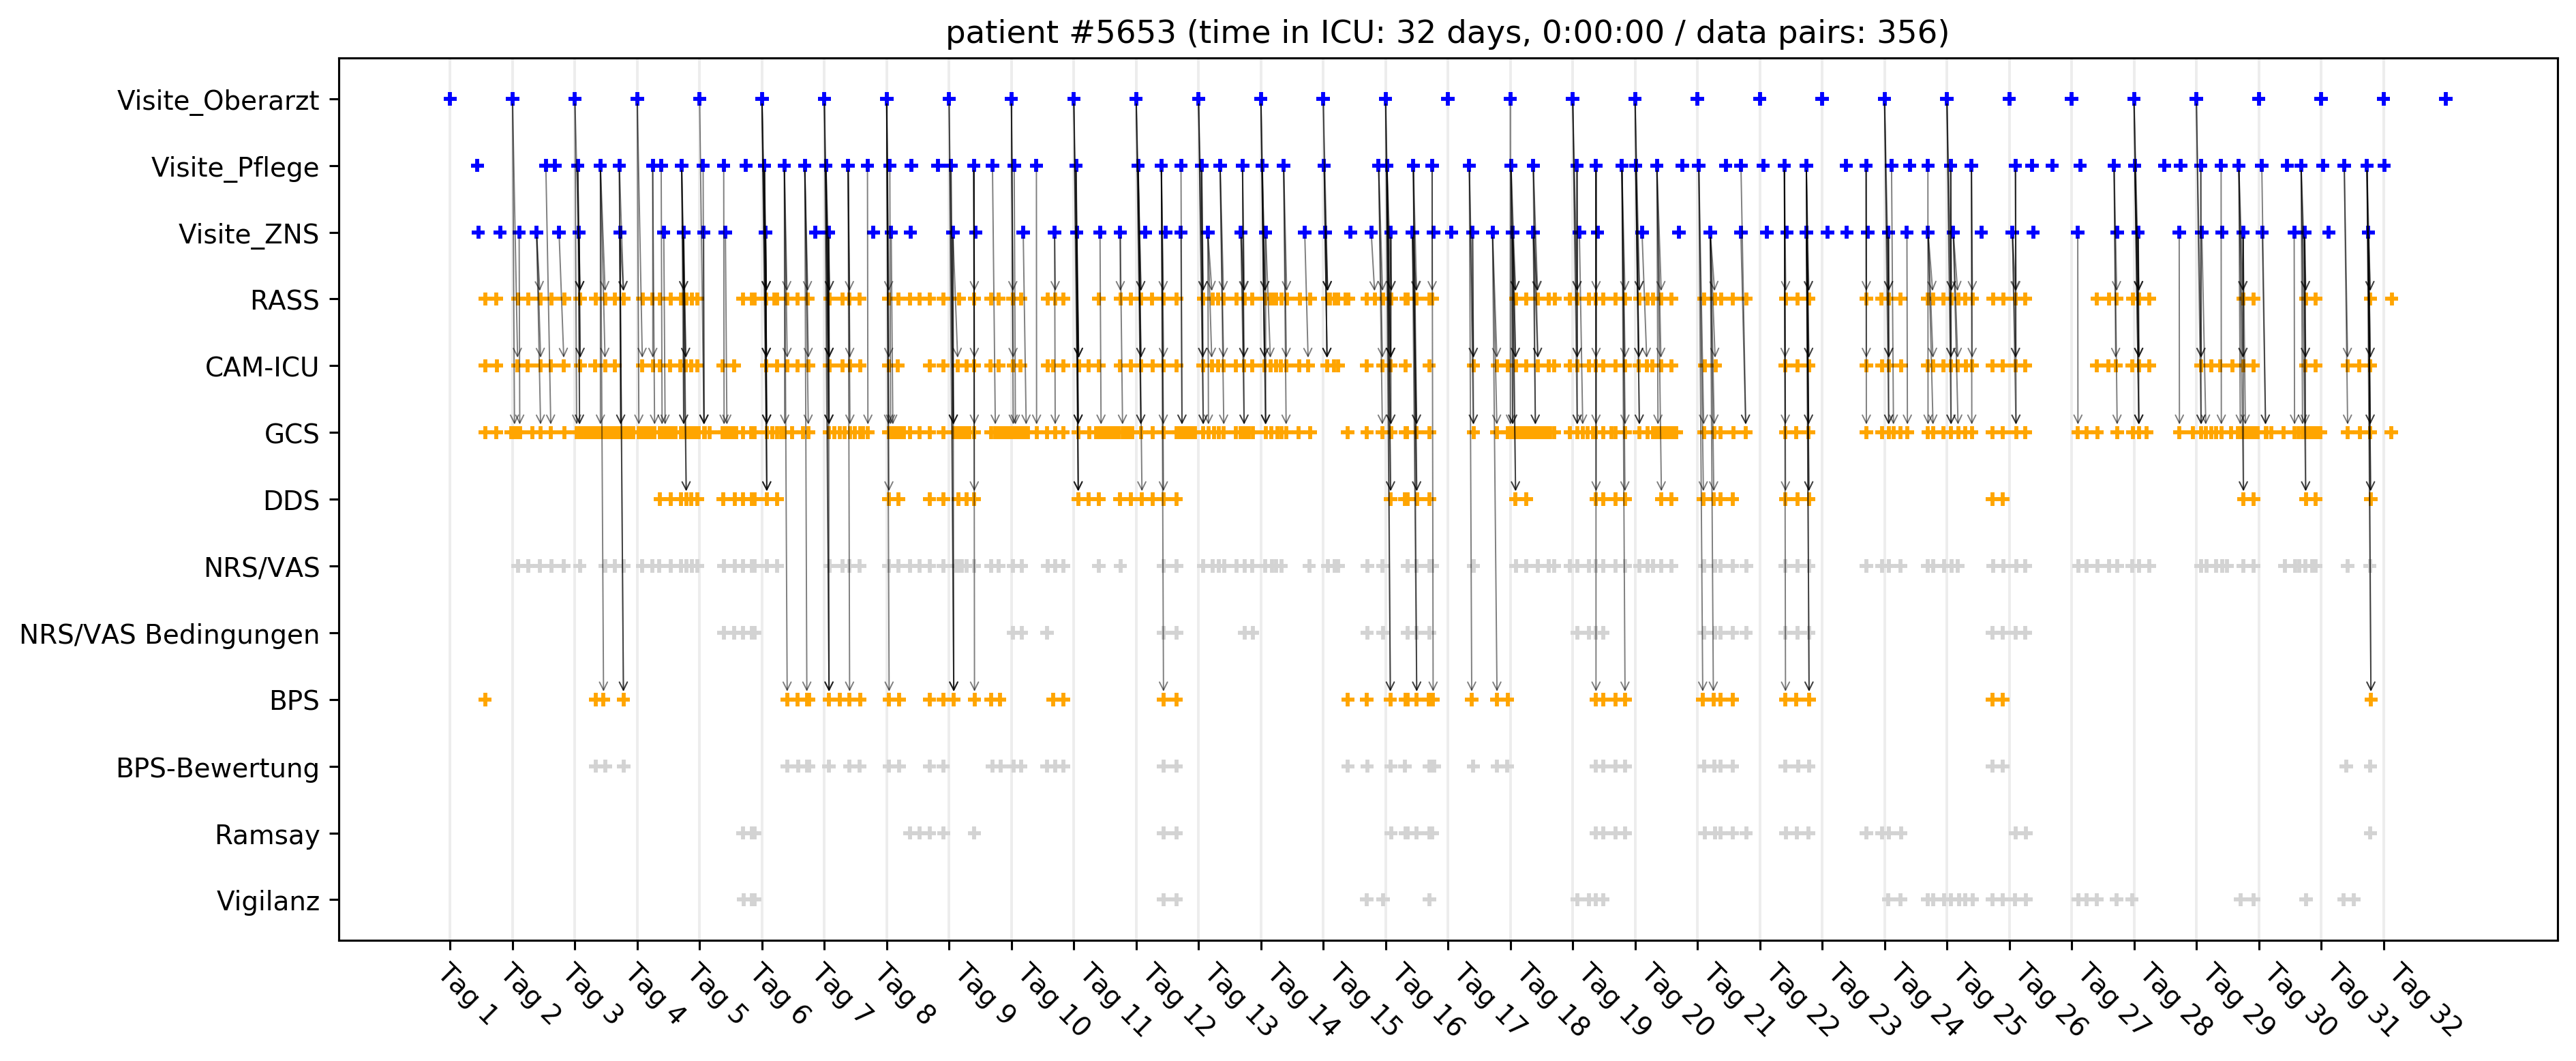 patient #5653 (time in ICU: 32 days, 0:00:00 / data pairs: 356)
Visite_Oberarzt
Visite_Pflege
Visite_ZNS
RASS
CAM-ICU
GCS
DDS
NRS/VAS
NRS/VAS Bedingungen
BPS
BPS-Bewertung
Ramsay
Vigilanz
Tag 1
Tag 2
Tag 3
Tag 4
Tag 5
Tag 6
Tag 7
Tag 8
Tag 9
Tag 10
Tag 11
Tag 12
Tag 13
Tag 14
Tag 15
Tag 16
Tag 17
Tag 18
Tag 19
Tag 20
Tag 21
Tag 22
Tag 23
Tag 24
Tag 25
Tag 26
Tag 27
Tag 28
Tag 29
Tag 30
Tag 31
Tag 32